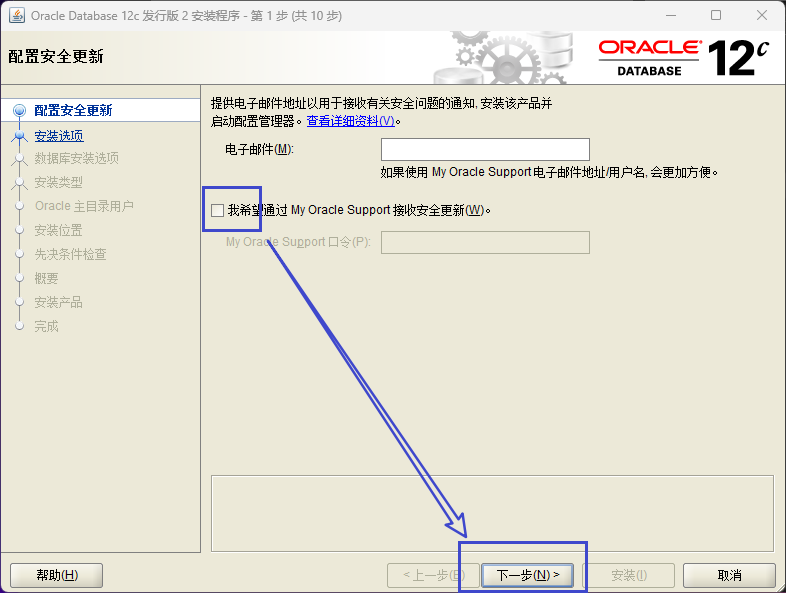 Oracle Database 12c 发行版 2 安装程序 - 第 1 步 (共 10 步)
配置安全更新
ORACLE
DATABASE
12c
配置安全更新
安装选项
数据库安装选项
安装类型
Oracle 主目录用户
安装位置
先决条件检查
概要
安装产品
完成
提供电子邮件地址以用于接收有关安全问题的通知, 安装该产品并
启动配置管理器。查看详细资料(V)。
电子邮件(M):
如果使用 My Oracle Support 电子邮件地址/用户名, 会更加方便。
我希望通过 My Oracle Support 接收安全更新(W)。
My Oracle Support 口令(P):
帮助(H)
< 上一步(B)
下一步(N) >
安装(I)
取消